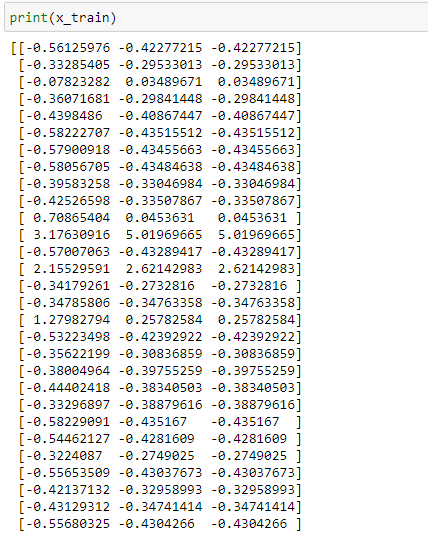 print(x_train)
[[-0.56125976 -0.42277215 -0.42277215]
[-0.33285405 -0.29533013 -0.29533013]
[-0.07823282  0.03489671  0.03489671]
[-0.36071681 -0.29841448 -0.29841448]
[-0.4398486  -0.40867447 -0.40867447]
[-0.58222707 -0.43515512 -0.43515512]
[-0.57900918 -0.43455663 -0.43455663]
[-0.58056705 -0.43484638 -0.43484638]
[-0.39583258 -0.33046984 -0.33046984]
[-0.42526598 -0.33507867 -0.33507867]
[ 0.70865404  0.0453631   0.0453631 ]
[ 3.17630916  5.01969665  5.01969665]
[-0.57007063 -0.43289417 -0.43289417]
[ 2.15529591  2.62142983  2.62142983]
[-0.34179261 -0.2732816  -0.2732816 ]
[-0.34785806 -0.34763358 -0.34763358]
[ 1.27982794  0.25782584  0.25782584]
[-0.53223498 -0.42392922 -0.42392922]
[-0.35622199 -0.30836859 -0.30836859]
[-0.38004964 -0.39755259 -0.39755259]
[-0.44402418 -0.38340503 -0.38340503]
[-0.33296897 -0.38879616 -0.38879616]
[-0.58229091 -0.435167   -0.435167  ]
[-0.54462127 -0.4281609  -0.4281609 ]
[-0.3224087  -0.2749025  -0.2749025 ]
[-0.55653509 -0.43037673 -0.43037673]
[-0.42137132 -0.32958993 -0.32958993]
[-0.43129312 -0.34741414 -0.34741414]
[-0.55680325 -0.4304266  -0.4304266 ]